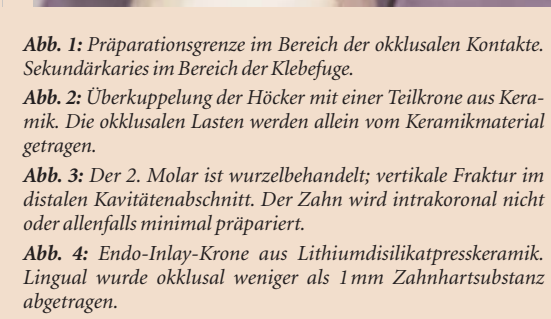 Abb. 1: Präparationsgrenze im Bereich der okklusalen Kontakte.
Sekundärkaries im Bereich der Klebefuge.
Abb. 2: Überkuppelung der Höcker mit einer Teilkrone aus Kera-
mik. Die okklusalen Lasten werden allein vom Keramikmaterial
getragen.
Abb. 3: Der 2. Molar ist wurzelbehandelt; vertikale Fraktur im
distalen Kavitätenabschnitt. Der Zahn wird intrakoronal nicht
oder allenfalls minimal präpariert.
Abb. 4: Endo-Inlay-Krone aus Lithiumdisilikatpresskeramik.
Lingual wurde okklusal weniger als 1mm Zahnhartsubstanz
abgetragen.